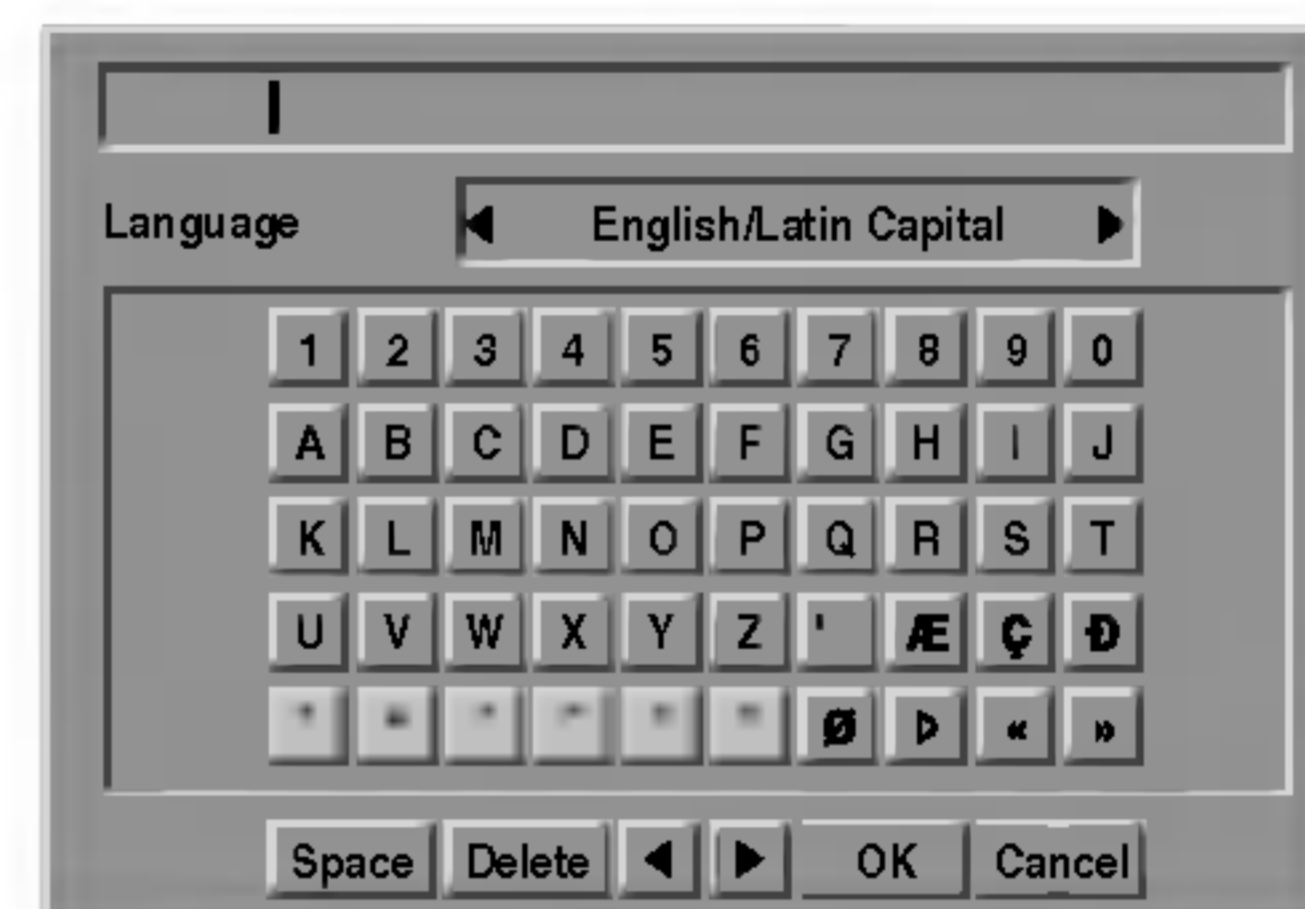 Language ◀ English/Latin Capital ▶
1 2 3 4 5 6 7 8 9 0
A B C D E F G H I J
K L M N O P Q R S T
U V W X Y Z ' Æ Ç Ð
Ø Þ « »
Space Delete ◀ ▶ OK Cancel